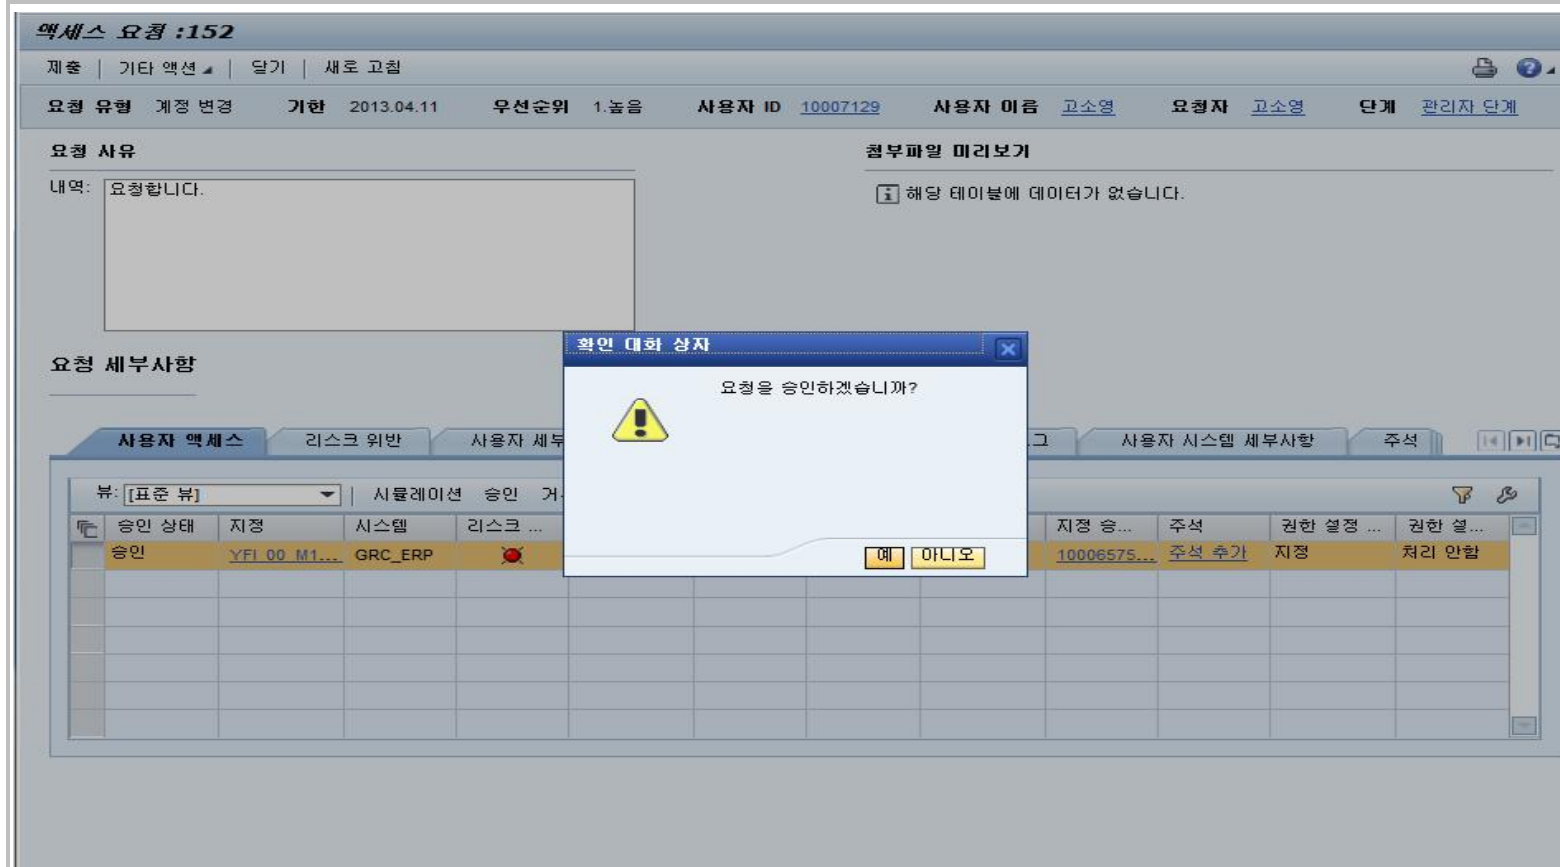 액세스 요청 :152
제출 기타 액션 닫기 새로 고침
요청 유형 계정 변경 기한 2013.04.11 우선순위 1.높음 사용자 ID 10007129 사용자 이름 고소영 요청자 고소영 단계 관리자 단계
요청 사유 첨부파일 미리보기
내역: 요청합니다. 해당 테이블에 데이터가 없습니다.
확인 대화 상자
요청을 승인하겠습니까?
예 아니오
요청 세부사항
사용자 액세스 리스크 위반 사용자 세부 그 사용자 시스템 세부사항 주석
뷰: [표준 뷰] 시뮬레이션 승인
승인 상태 지정 시스템 리스크 ... 지정 승... 주석 권한 설정 ... 권한 설...
승인 YFI_00_M1... GRC_ERP 10006575... 주석 추가 지정 처리 안함